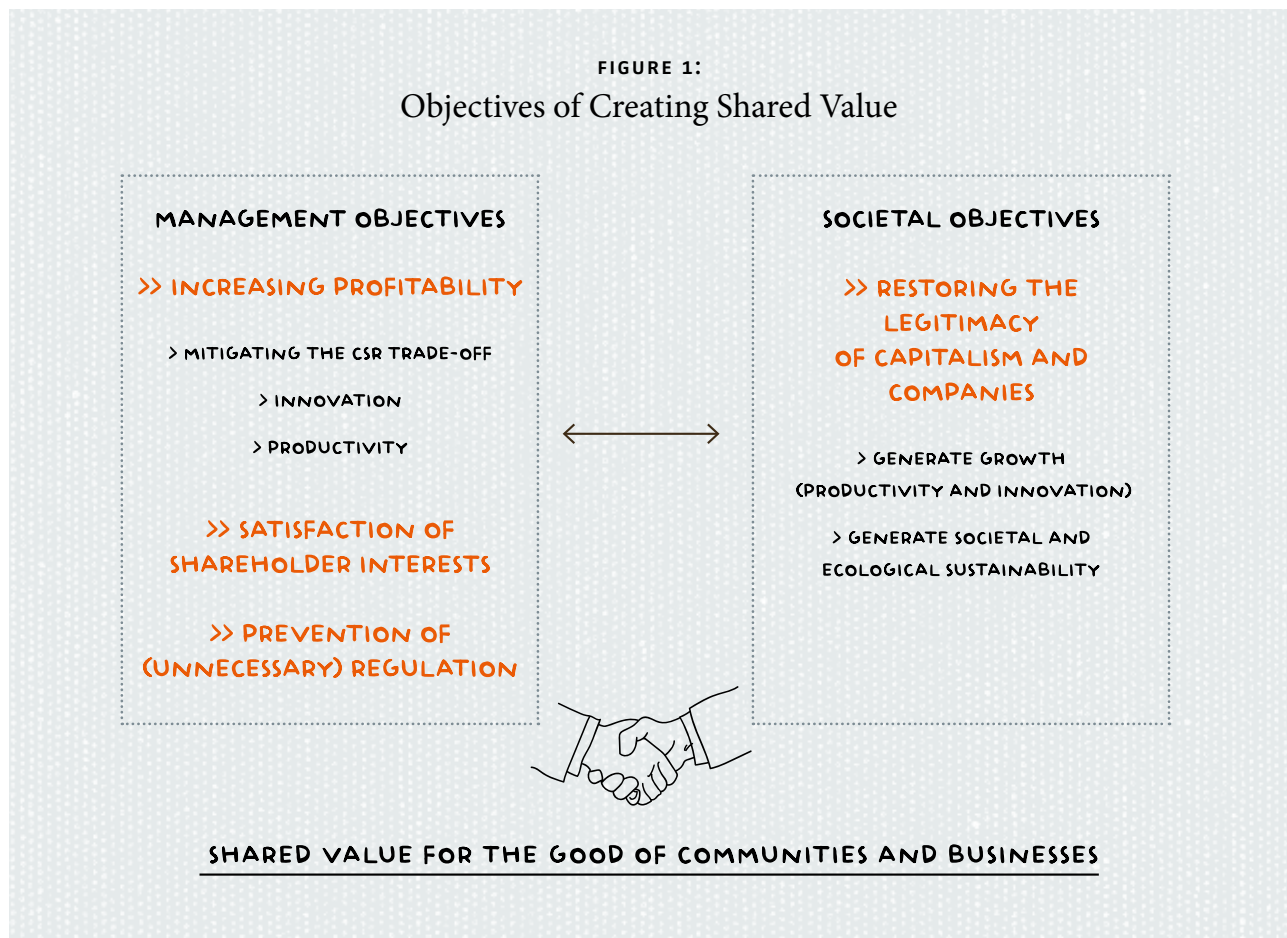 FIGURE 1:
Objectives of Creating Shared Value
MANAGEMENT OBJECTIVES
>> INCREASING PROFITABILITY
> MITIGATING THE CSR TRADE-OFF
> INNOVATION
> PRODUCTIVITY
>> SATISFACTION OF
SHAREHOLDER INTERESTS
>> PREVENTION OF
(UNNECESSARY) REGULATION
SOCIETAL OBJECTIVES
>> RESTORING THE
LEGITIMACY
OF CAPITALISM AND
COMPANIES
> GENERATE GROWTH
(PRODUCTIVITY AND INNOVATION)
> GENERATE SOCIETAL AND
ECOLOGICAL SUSTAINABILITY
SHARED VALUE FOR THE GOOD OF COMMUNITIES AND BUSINESSES